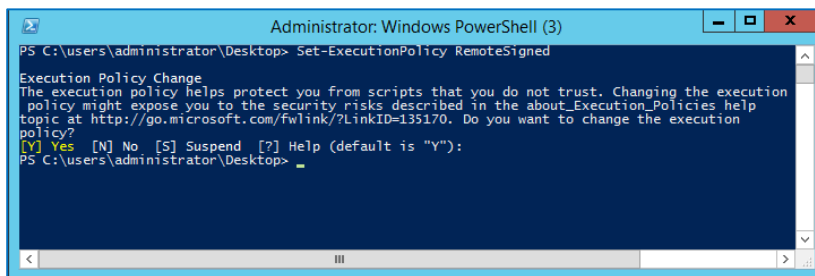 Administrator: Windows PowerShell (3)
PS C:\users\administrator\Desktop> Set-ExecutionPolicy RemoteSigned
Execution Policy Change
The execution policy helps protect you from scripts that you do not trust. Changing the execution
policy might expose you to the security risks described in the about_Execution_Policies help
topic at http://go.microsoft.com/fwlink/?LinkID=135170. Do you want to change the execution
policy?
[Y] Yes  [N] No  [S] Suspend  [?] Help (default is "Y"):
PS C:\users\administrator\Desktop>